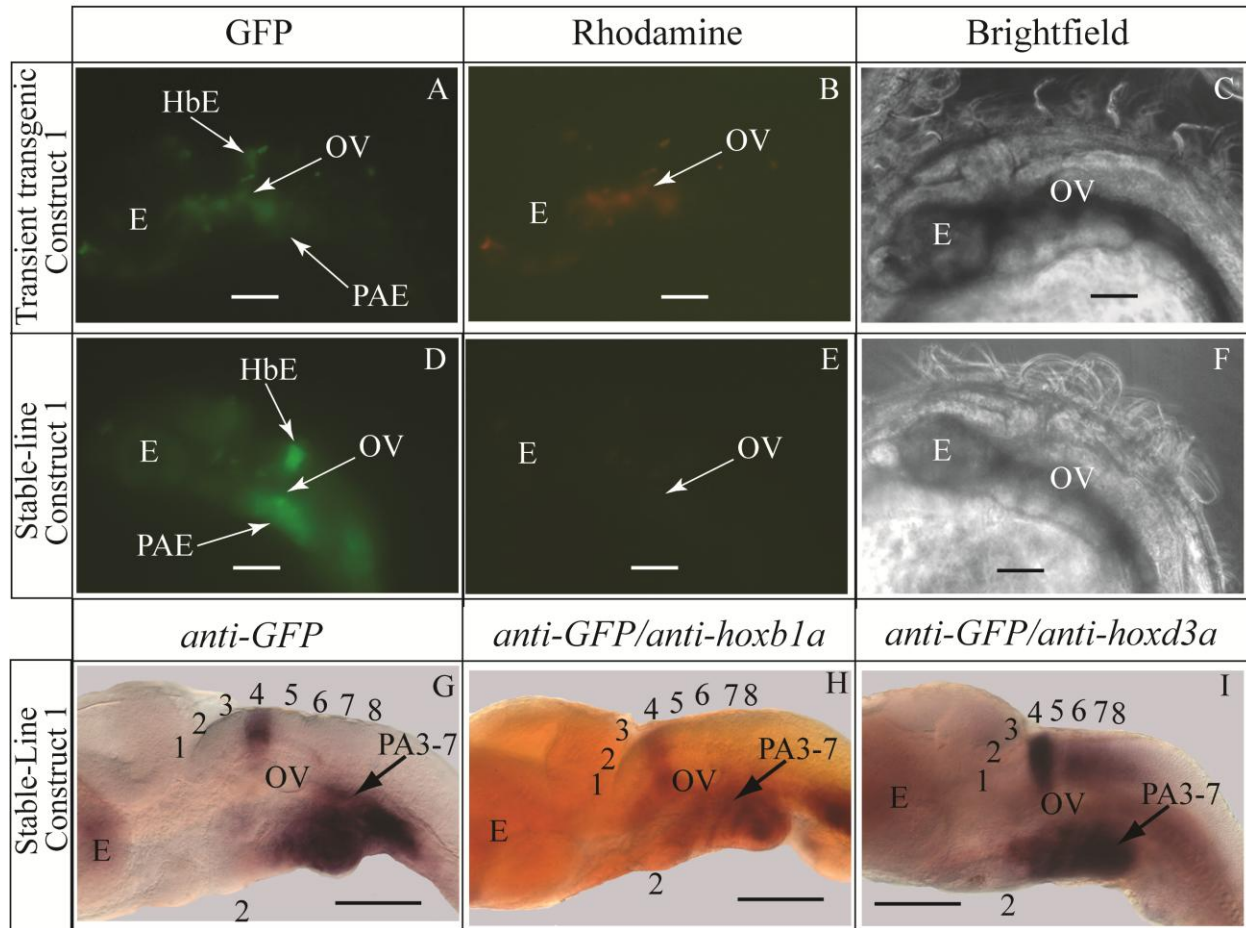 GFP
Rhodamine
Brightfield
Transient transgenic
Construct 1
A
HbE
OV
E
PAE
B
OV
E
C
OV
E
Stable-line
Construct 1
D
HbE
OV
E
PAE
E
E
OV
F
E
OV
anti-GFP
anti-GFP/anti-hoxb1a
anti-GFP/anti-hoxd3a
Stable-Line
Construct 1
G
1 2 3 4 5 6 7 8
PA3-7
OV
E
2
H
1 2 3 4 5 6 7 8
PA3-7
OV
E
2
I
1 2 3 4 5 6 7 8
PA3-7
OV
E
2